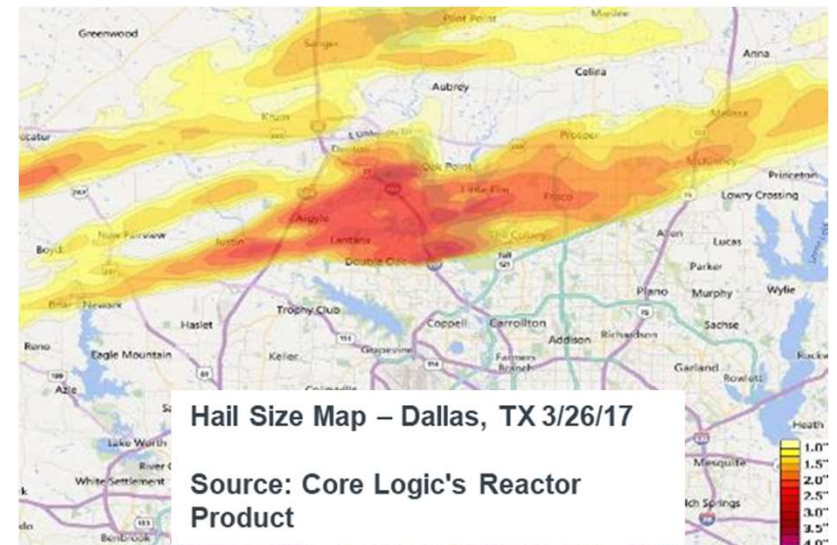 Pilot Point
Greenwood
Sanger
Anna
Celina
Aubrey
Krum
Melissa
Denton
Prosper
Oak Point
McKinney
Princeton
Little Elm
Frisco
Lowry Crossing
Argyle
New Fairview
Justin
Lantana
The Colony
Allen
Lucas
Boyd
Double Oak
121
Parker
Plano
Murphy
Wylie
Newark
Trophy Club
Haslet
Coppell
Carrollton
Sachse
Addison
Richardson
Reno
Eagle Mountain
Keller
Grapevine
Farmers
Branch
Garland
Rowlett
Azle
Hail Size Map – Dallas, TX 3/26/17
Heath
Lake Worth
1.0"
River
Mesquite
1.5"
White Settlement
Source: Core Logic's Reactor
2.0"
2.5"
Product
3.0"
3.5"
Benbrook
4.0"